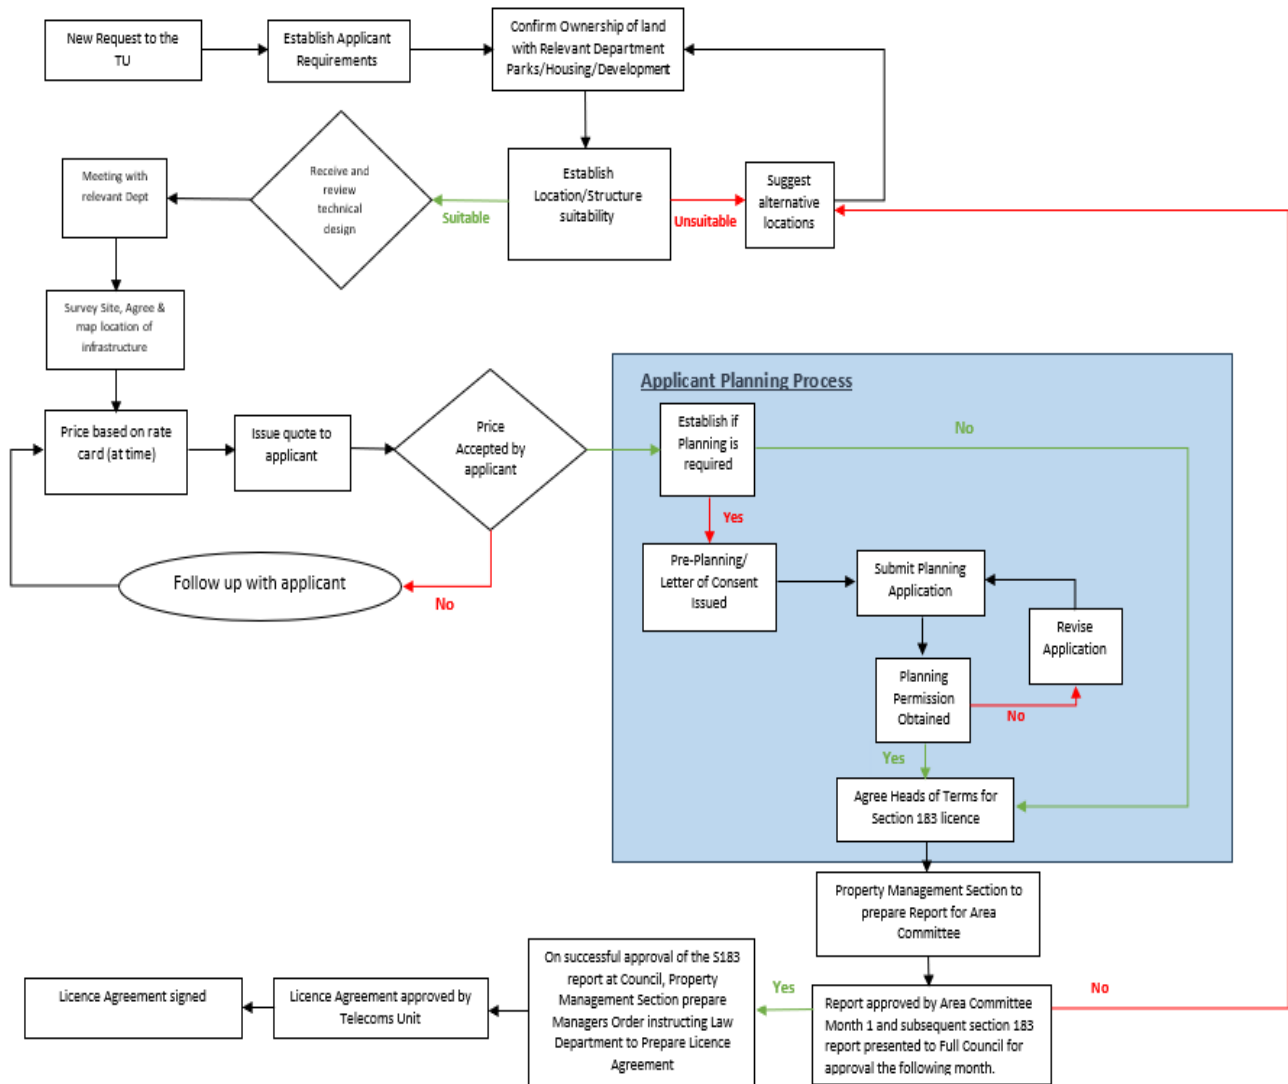 New Request to the
TU
Establish Applicant
Requirements
Confirm Ownership of land
with Relevant Department
Parks/Housing/Development
Meeting with
relevant Dept
Receive and
review
technical
design
Suitable
Establish
Location/Structure
suitability
Unsuitable
Suggest
alternative
locations
Survey Site, Agree &
map location of
infrastructure
Price based on rate
card (at time)
Issue quote to
applicant
Price
Accepted by
applicant
No
Follow up with applicant
Applicant Planning Process
Establish if
Planning is
required
No
Yes
Pre-Planning/
Letter of Consent
Issued
Submit Planning
Application
Revise
Application
Planning
Permission
Obtained
No
Yes
Agree Heads of Terms for
Section 183 licence
Property Management Section to
prepare Report for Area
Committee
Report approved by Area Committee
Month 1 and subsequent section 183
report presented to Full Council for
approval the following month.
No
Yes
On successful approval of the S183
report at Council, Property
Management Section prepare
Managers Order instructing Law
Department to Prepare Licence
Agreement
Licence Agreement approved by
Telecoms Unit
Licence Agreement signed